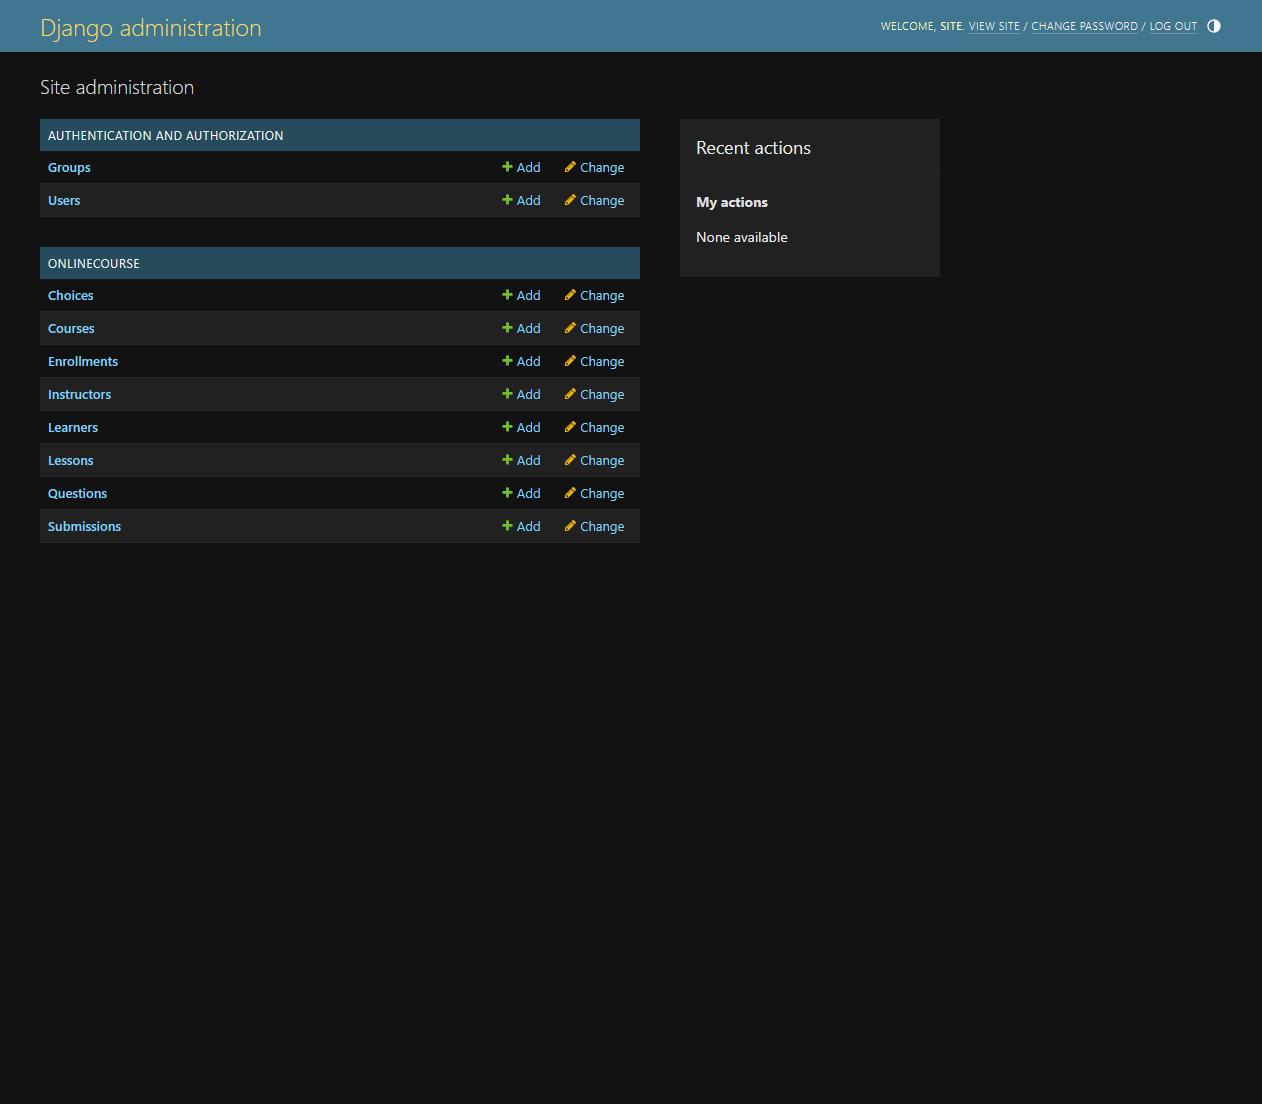 Django administration
WELCOME, SITE. VIEW SITE / CHANGE PASSWORD / LOG OUT
Site administration
AUTHENTICATION AND AUTHORIZATION
Groups Add Change
Users Add Change
ONLINECOURSE
Choices Add Change
Courses Add Change
Enrollments Add Change
Instructors Add Change
Learners Add Change
Lessons Add Change
Questions Add Change
Submissions Add Change
Recent actions
My actions
None available